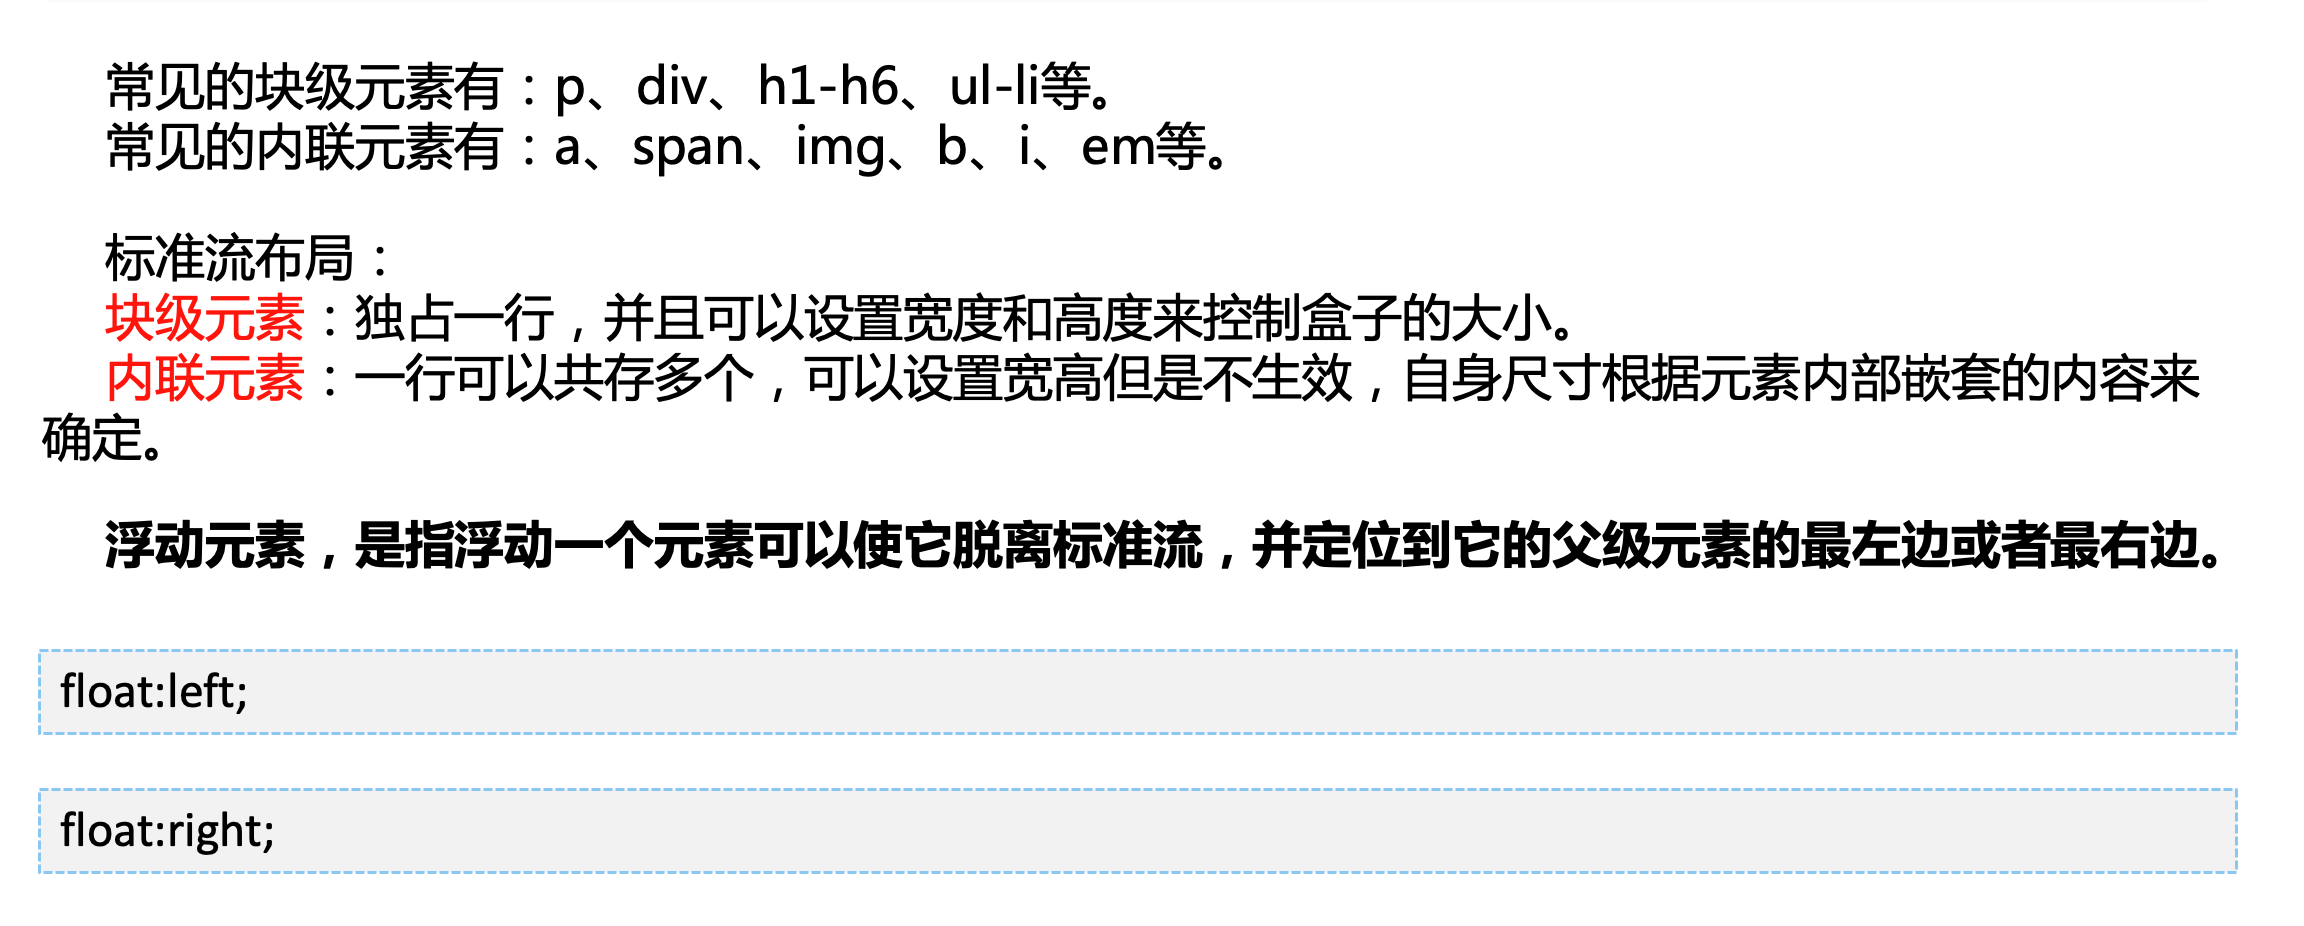 常见的块级元素有：p、div、h1-h6、ul-li等。
常见的内联元素有：a、span、img、b、i、em等。
标准流布局：
块级元素：独占一行，并且可以设置宽度和高度来控制盒子的大小。
内联元素：一行可以共存多个，可以设置宽高但是不生效，自身尺寸根据元素内部嵌套的内容来
确定。
浮动元素，是指浮动一个元素可以使它脱离标准流，并定位到它的父级元素的最左边或者最右边。
float:left;
float:right;